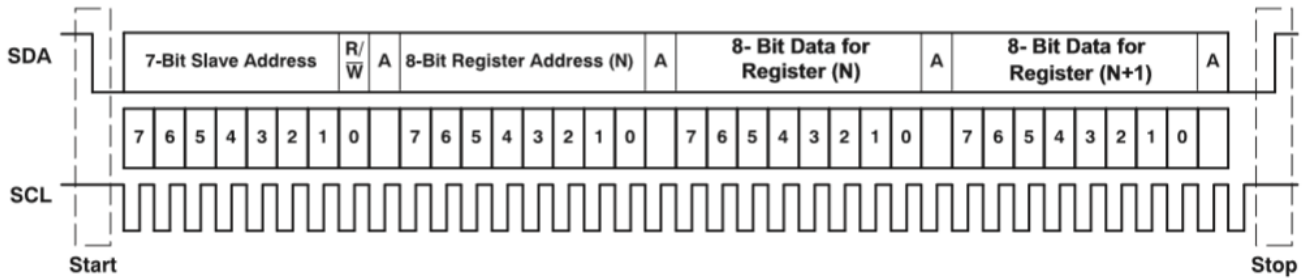 SDA
7-Bit Slave Address
R/
W
A
8-Bit Register Address (N)
A
8- Bit Data for
Register (N)
A
8- Bit Data for
Register (N+1)
A
7 6 5 4 3 2 1 0 7 6 5 4 3 2 1 0 7 6 5 4 3 2 1 0 7 6 5 4 3 2 1 0
SCL
Start
Stop